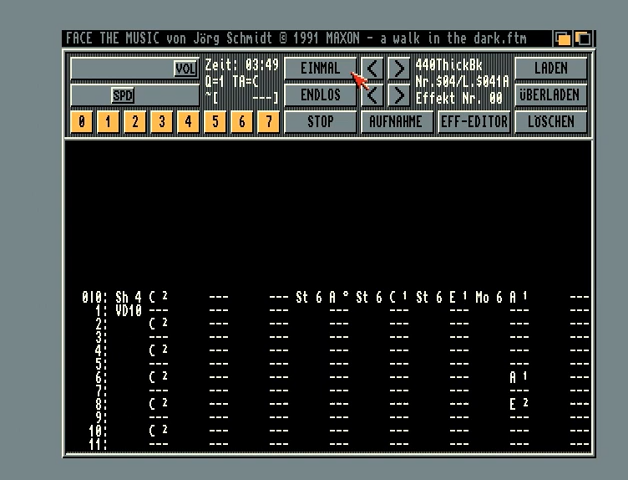 FACE THE MUSIC von Jörg Schmidt © 1991 MAXON - a walk in the dark.ftm
VOL Zeit: 03:49 EINMAL < > 440ThickBk LADEN
Q=1 TA=C Nr.$04/L.$041A
SPD ~[ ---] ENDLOS < > Effekt Nr. 00 üBERLADEN
0 1 2 3 4 5 6 7 STOP AUFNAHME EFF-EDITOR LöSCHEN
0|0: Sh 4 C 2 --- --- St 6 A ° St 6 C 1 St 6 E 1 Mo 6 A 1 ---
1: VD10 --- --- --- --- --- --- --- ---
2: C 2 --- --- --- --- --- --- ---
3: --- --- --- --- --- --- --- ---
4: C 2 --- --- --- --- --- --- ---
5: --- --- --- --- --- --- --- ---
6: C 2 --- --- --- --- --- A 1 ---
7: --- --- --- --- --- --- --- ---
8: C 2 --- --- --- --- --- E 2 ---
9: --- --- --- --- --- --- --- ---
10: C 2 --- --- --- --- --- --- ---
11: --- --- --- --- --- --- --- ---